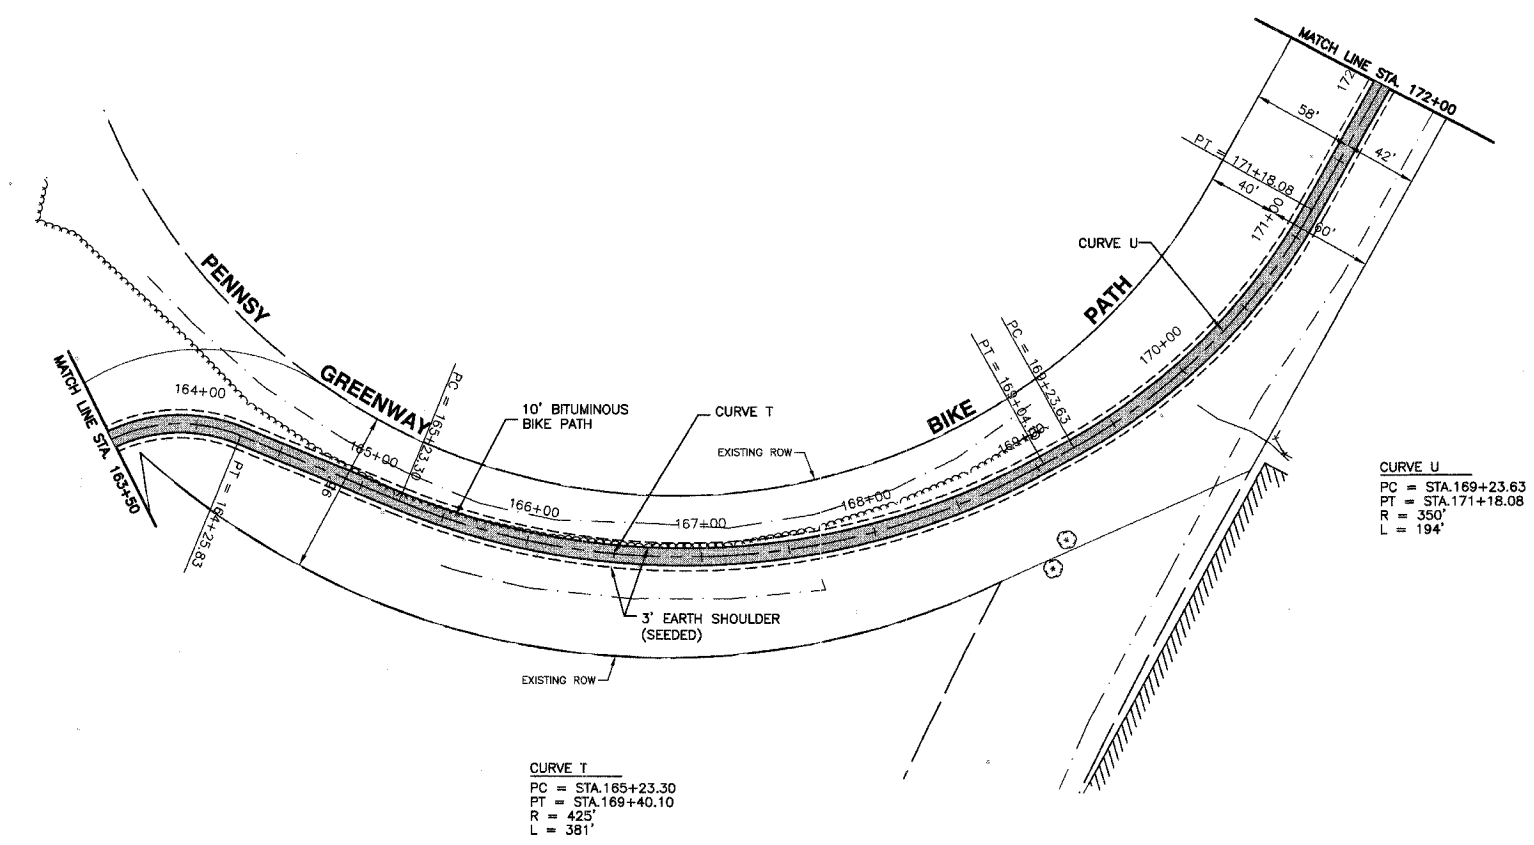 MATCH LINE STA. 172+00
172
58'
PT = 171+18.08
42'
40'
171+00
60'
CURVE U
PENNSY
GREENWAY
BIKE
PATH
170+00
PC = 169+23.63
PT = 169+04.
169+00
MATCH LINE STA. 163+50
164+00
PC = 165+23.30
10' BITUMINOUS
BIKE PATH
CURVE T
EXISTING ROW
165+00
166+00
167+00
168+00
PT = 164+25.83
3' EARTH SHOULDER
(SEEDED)
EXISTING ROW
CURVE U
PC = STA.169+23.63
PT = STA.171+18.08
R = 350'
L = 194'
CURVE T
PC = STA.165+23.30
PT = STA.169+40.10
R = 425'
L = 381'